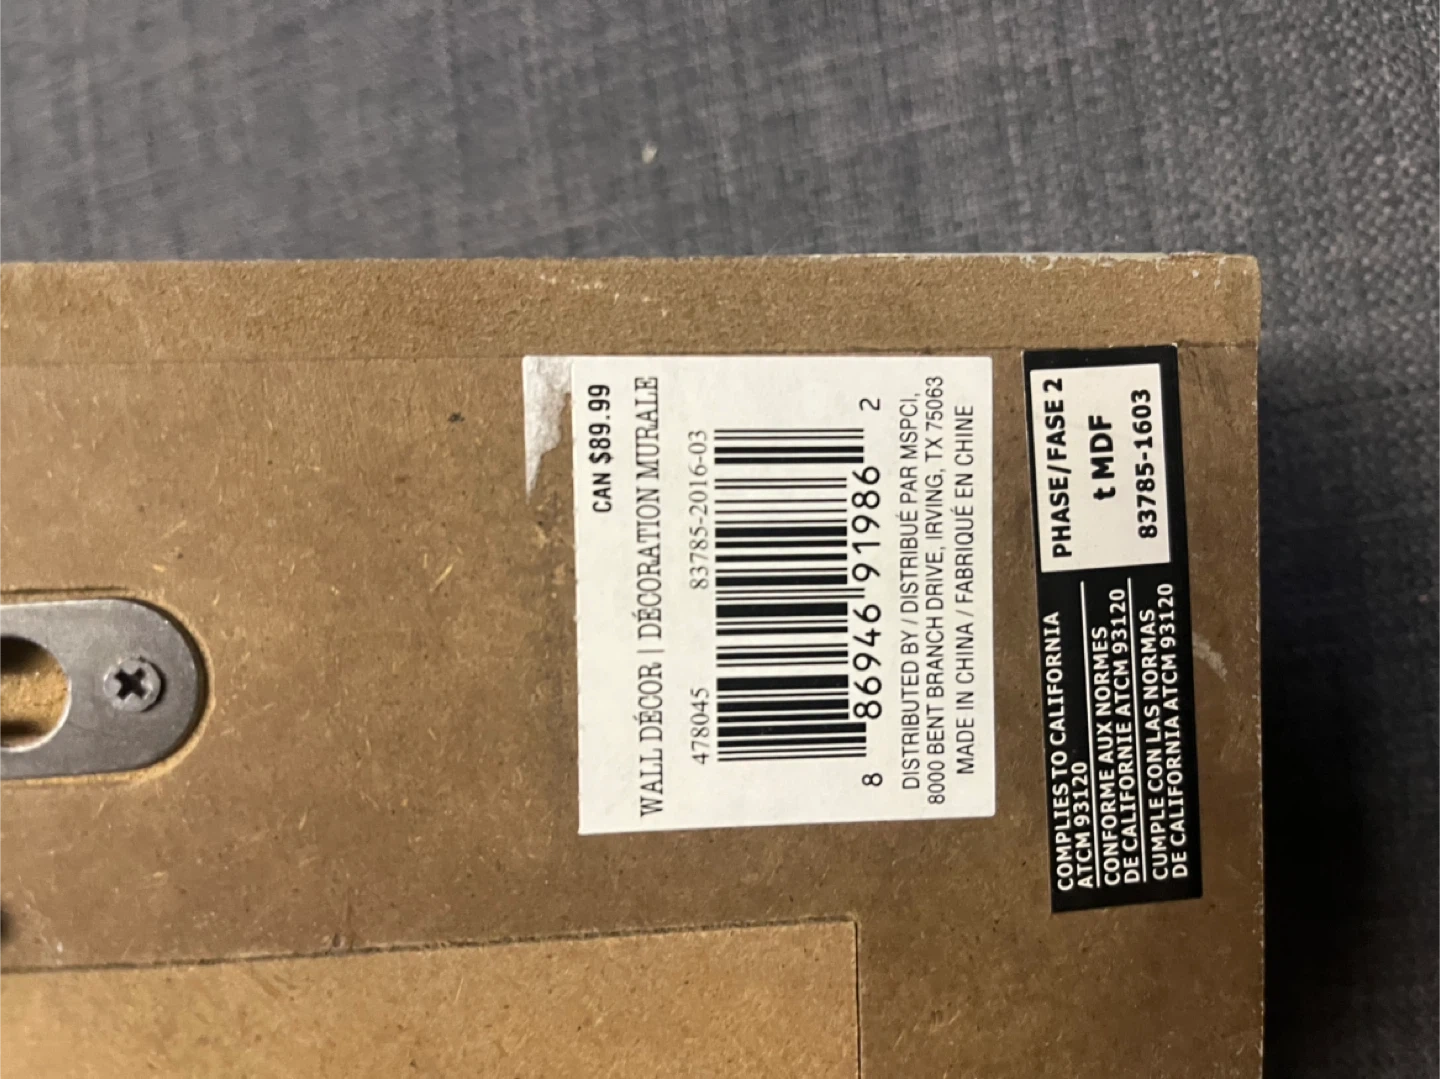 CAN $89.99
WALL DÉCOR | DÉCORATION MURALE
478045 83785-2016-03
8 86946 91986 2
DISTRIBUTED BY / DISTRIBUÉ PAR MSPCI,
8000 BENT BRANCH DRIVE, IRVING, TX 75063
MADE IN CHINA / FABRIQUÉ EN CHINE
COMPLIES TO CALIFORNIA
ATCM 93120
CONFORME AUX NORMES
DE CALIFORNIE ATCM 93120
CUMPLE CON LAS NORMAS
DE CALIFORNIA ATCM 93120
PHASE/FASE 2
t MDF
83785-1603